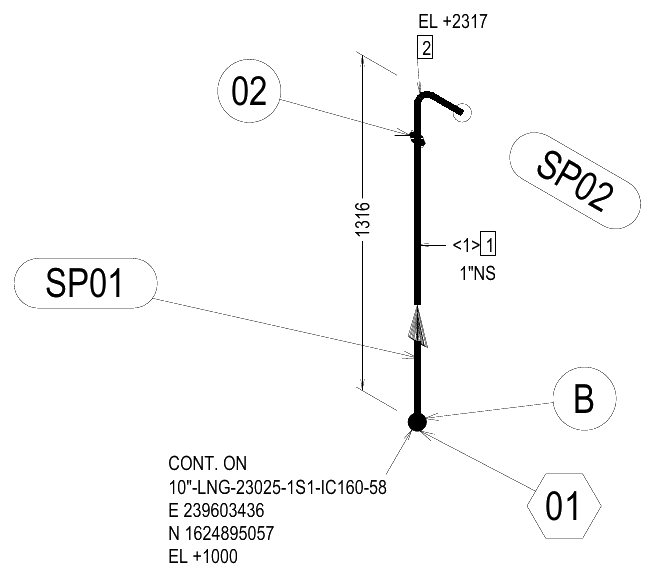 EL +2317
2
02
SP02
1316
<1>1
1"NS
SP01
B
CONT. ON
10"-LNG-23025-1S1-IC160-58
E 239603436
N 1624895057
EL +1000
01